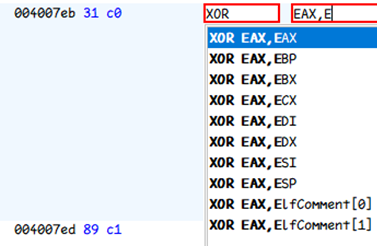 004007eb 31 c0 XOR EAX,E
XOR EAX,EAX
XOR EAX,EBP
XOR EAX,EBX
XOR EAX,ECX
XOR EAX,EDI
XOR EAX,EDX
XOR EAX,ESI
XOR EAX,ESP
XOR EAX,ElfComment[0]
XOR EAX,ElfComment[1]
004007ed 89 c1